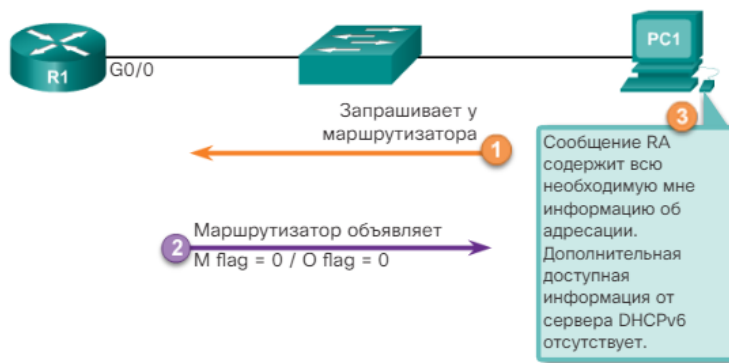 R1
G0/0
PC1
Запрашивает у
маршрутизатора
1
2
Маршрутизатор объявляет
M flag = 0 / O flag = 0
3
Сообщение RA
содержит всю
необходимую мне
информацию об
адресации.
Дополнительная
доступная
информация от
сервера DHCPv6
отсутствует.